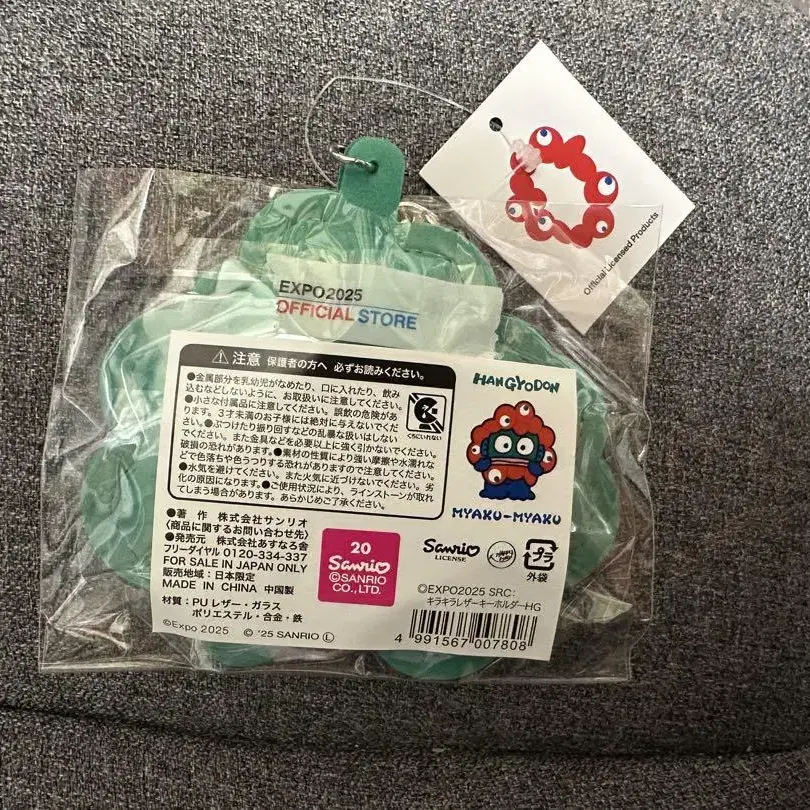 Official Licensed Products
EXPO2025
OFFICIAL STORE
⚠注意 保護者の方へ 必ずお読みください。
●金属部分を乳幼児がなめたり、口に入れたり、飲み
込むなどしないように、お取扱いに注意してください。
●小さな付属品に注意してください。誤飲の危険があ
ります。3才未満のお子様には絶対に与えないでくだ
さい。●ぶつけたり振り回すなどの乱暴な扱いはしない
でください。また金具などを必要以上に強く引かないでください。
破損の恐れがあります。●素材の性質により強い摩擦や水濡れな
どで色落ちや色うつりする恐れがありますので注意してください。
●水気を避けてください。また火気に近づけないでください。劣
化の原因になります。●ご使用状況により、ラインストーンが取れ
てしまう場合があります。あらかじめご了承ください。
くちにいれない
HANGYODON
MYAKU-MYAKU
●著 作 株式会社サンリオ
〈商品に関するお問い合わせ先〉
●発売元 株式会社あすなろ舎
フリーダイヤル 0120-334-337
FOR SALE IN JAPAN ONLY
販売地域:日本限定
MADE IN CHINA 中国製
材質:PUレザー・ガラス
ポリエステル・合金・鉄
©Expo 2025 © '25 SANRIO Ⓛ
20
Sanrio
©SANRIO
CO., LTD.
Sanrio
LICENSE
プラ
外袋
©EXPO2025 SRC:
キラキラレザーキーホルダーHG
4 991567 007808